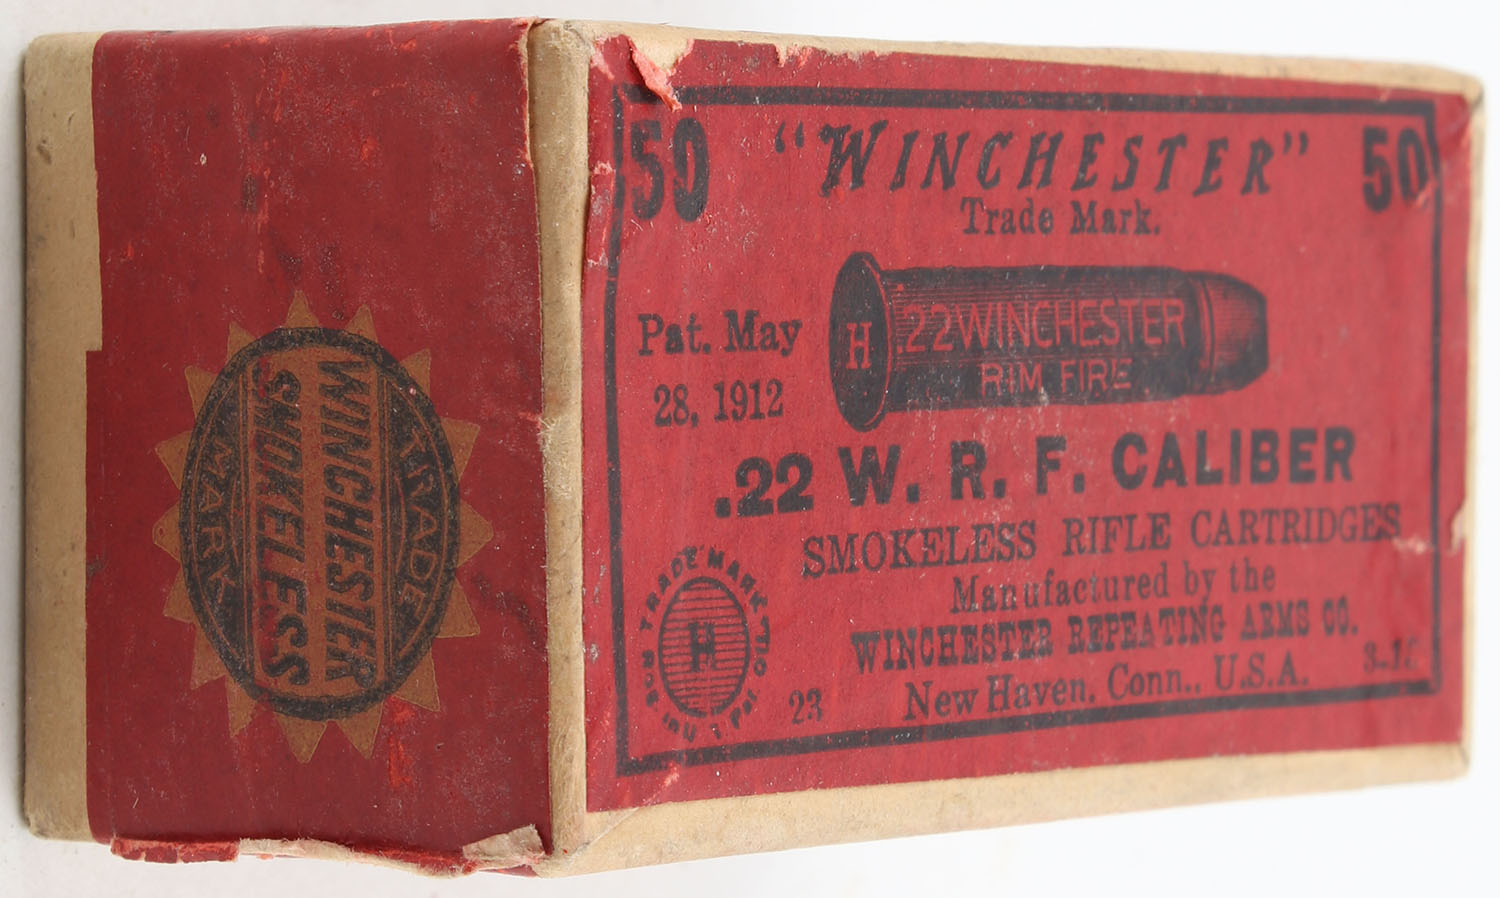 50 "WINCHESTER" 50
Trade Mark.
Pat. May
28, 1912
H .22 WINCHESTER
RIM FIRE
.22 W. R. F. CALIBER
SMOKELESS RIFLE CARTRIDGES
Manufactured by the
WINCHESTER REPEATING ARMS CO.
New Haven, Conn., U.S.A.
23
TRADE MARK
H
TRADE
WINCHESTER
SMOKELESS
MARK